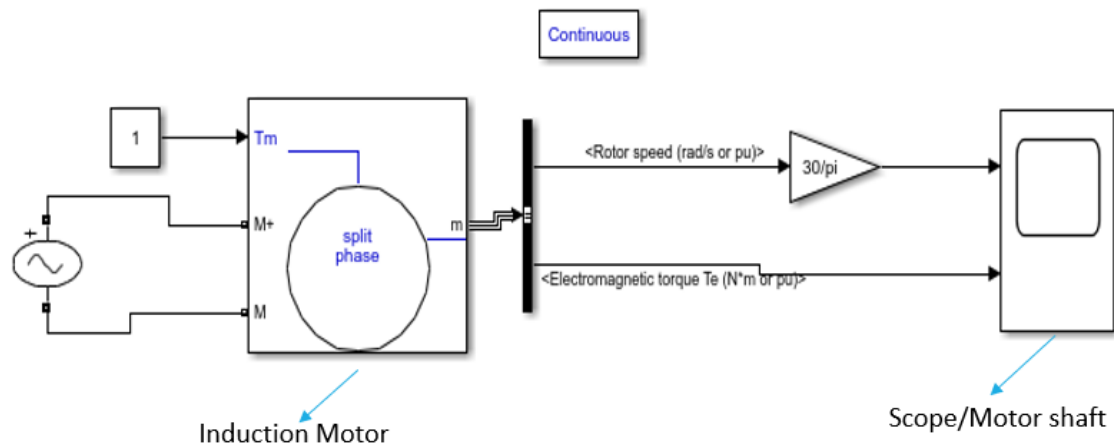 Continuous
1
Tm
<Rotor speed (rad/s or pu)>
30/pi
+
M+
m
split
phase
<Electromagnetic torque Te (N*m or pu)>
M
Scope/Motor shaft
Induction Motor